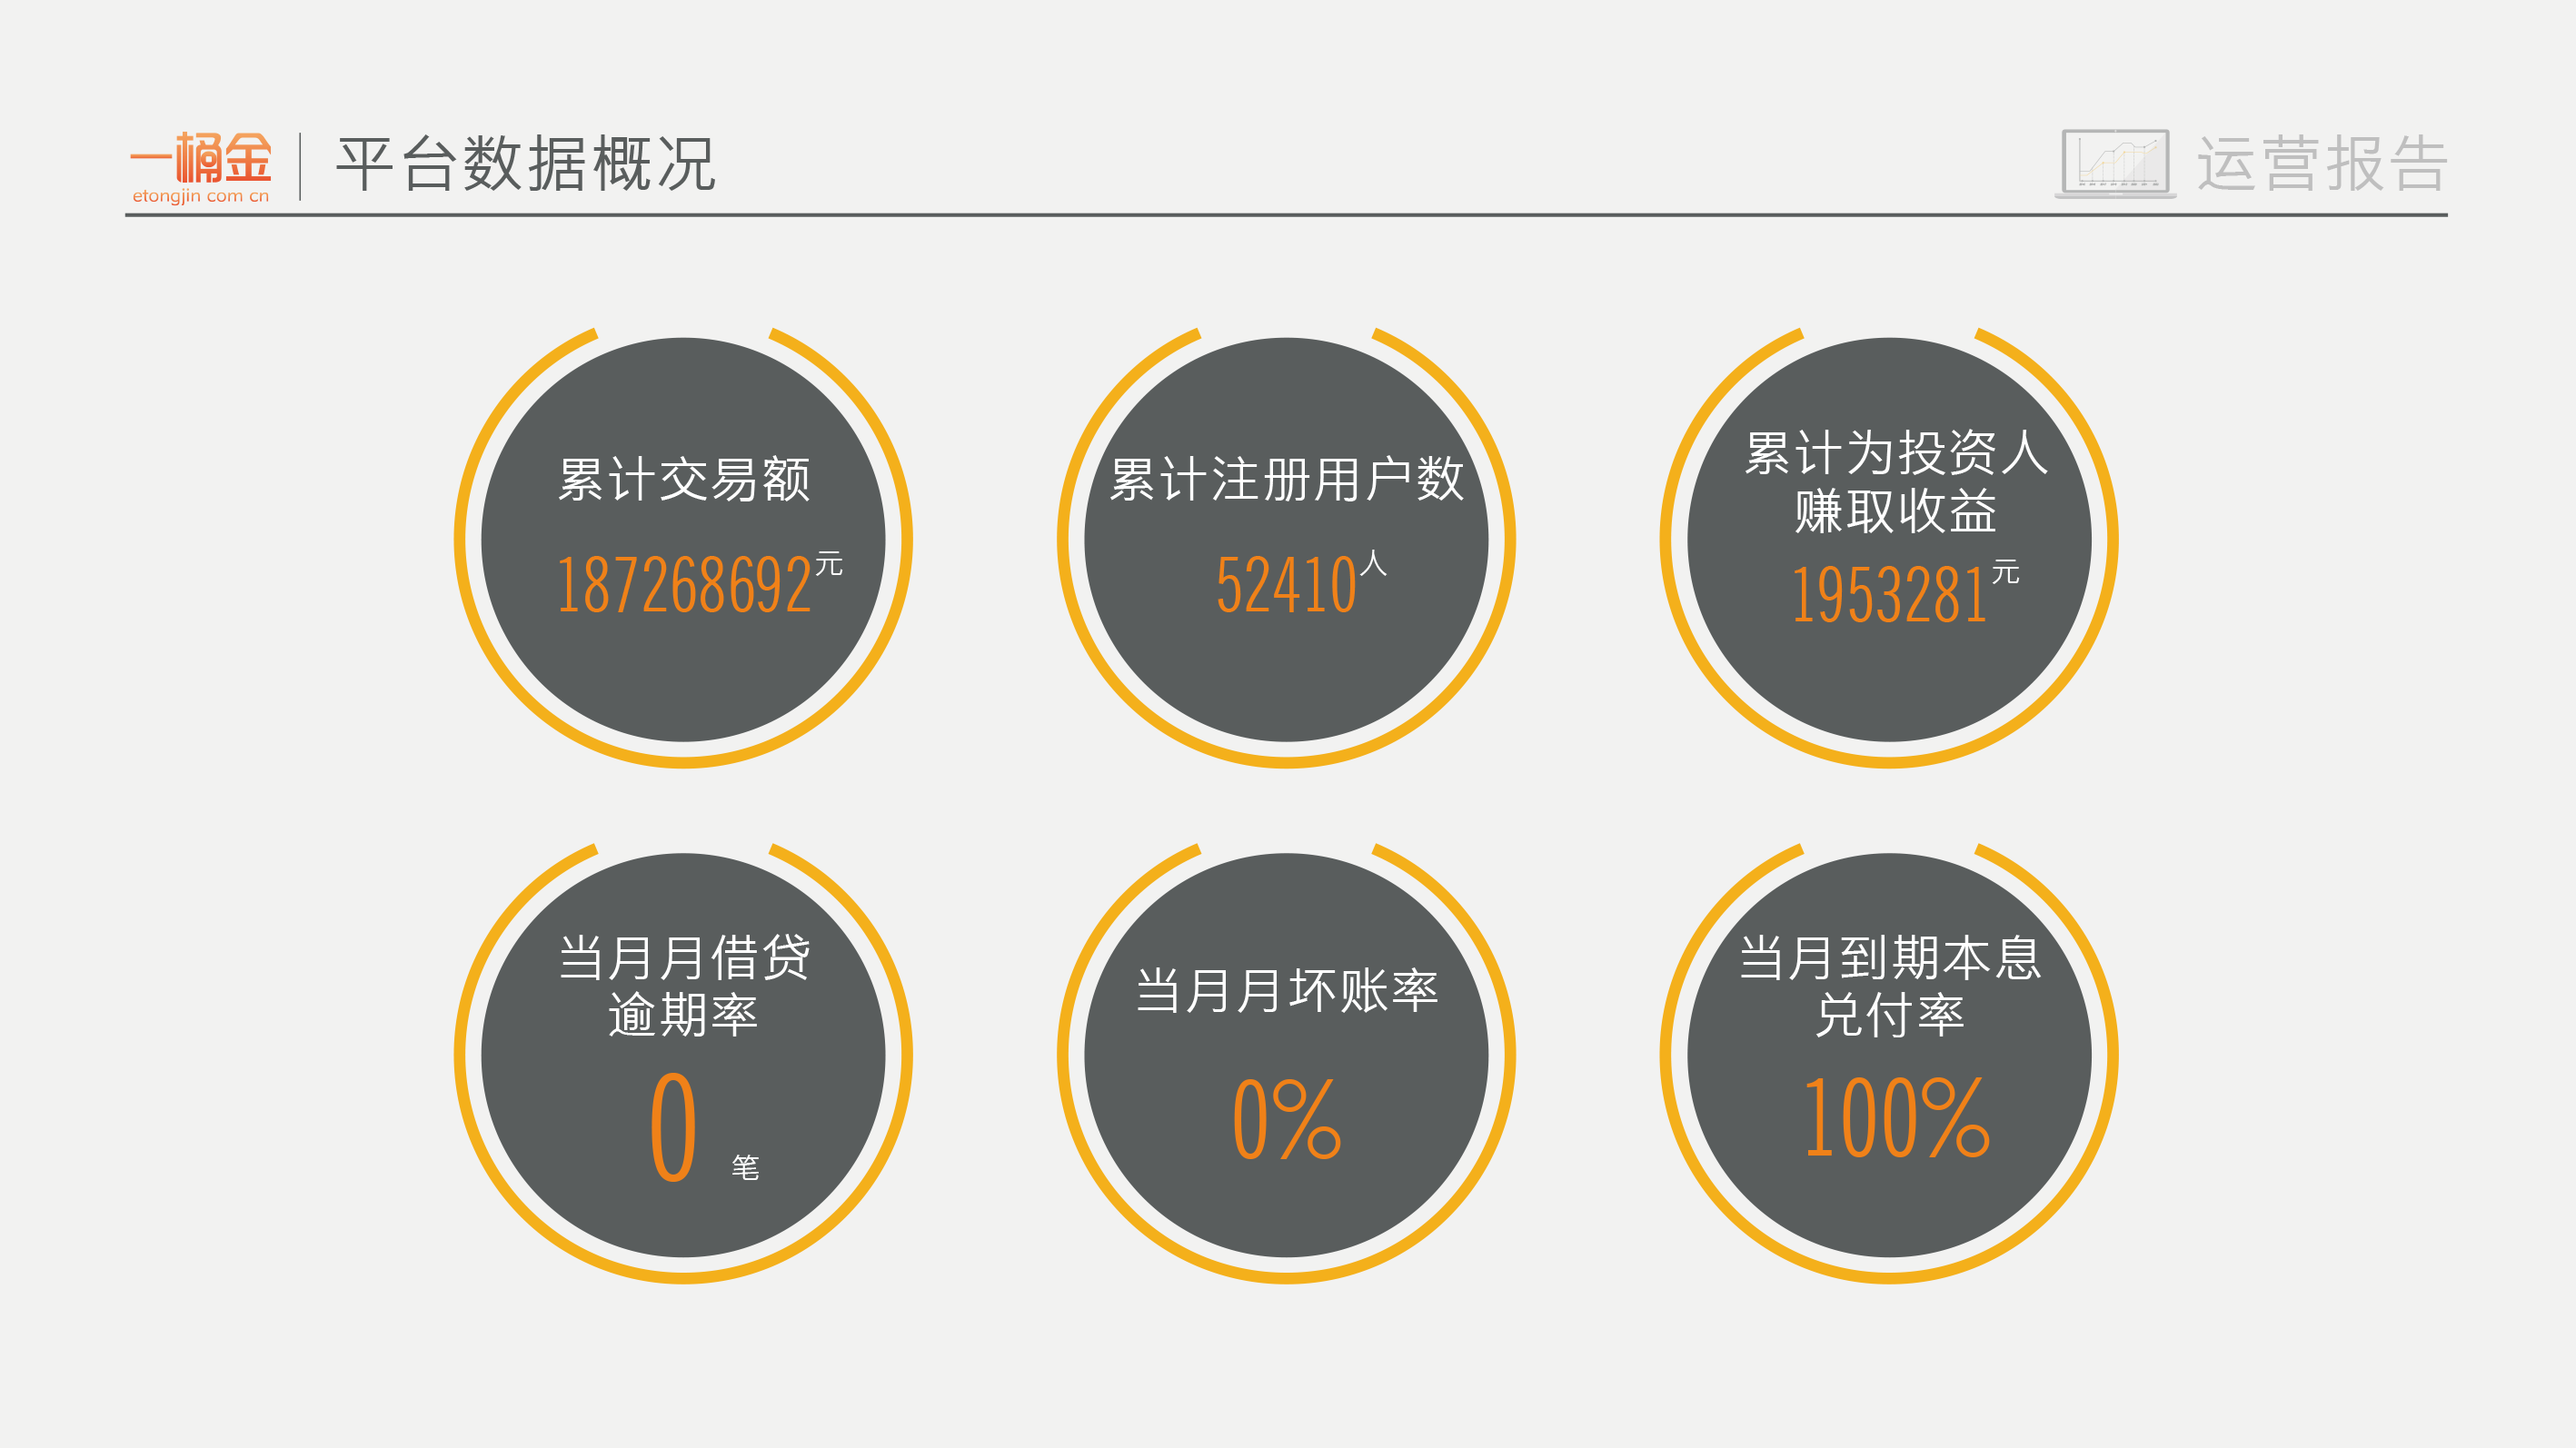 一桶金
etongjin com cn
平台数据概况
运营报告
累计交易额
187268692元
累计注册用户数
52410人
累计为投资人
赚取收益
1953281元
当月月借贷
逾期率
0 笔
当月月坏账率
0%
当月到期本息
兑付率
100%